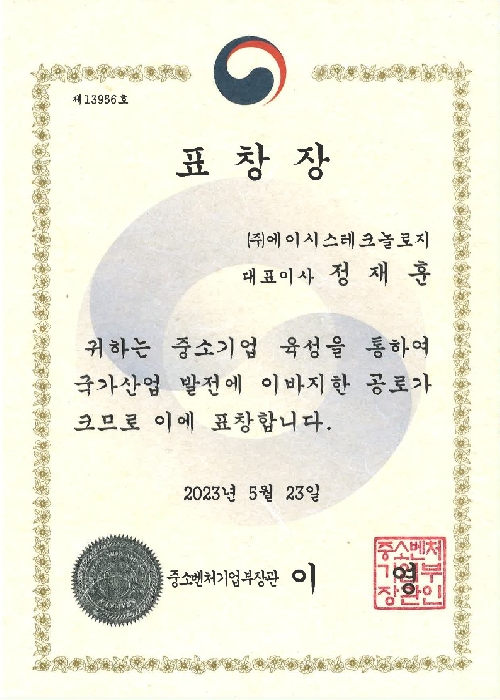 제13986호
표 창 장
㈜에이시스테크놀로지
대표이사 정 재 훈
귀하는 중소기업 육성을 통하여
국가산업 발전에 이바지한 공로가
크므로 이에 표창합니다.
2023년 5월 23일
중소벤처기업부장관 이 영
중소벤처
기업부
장관인